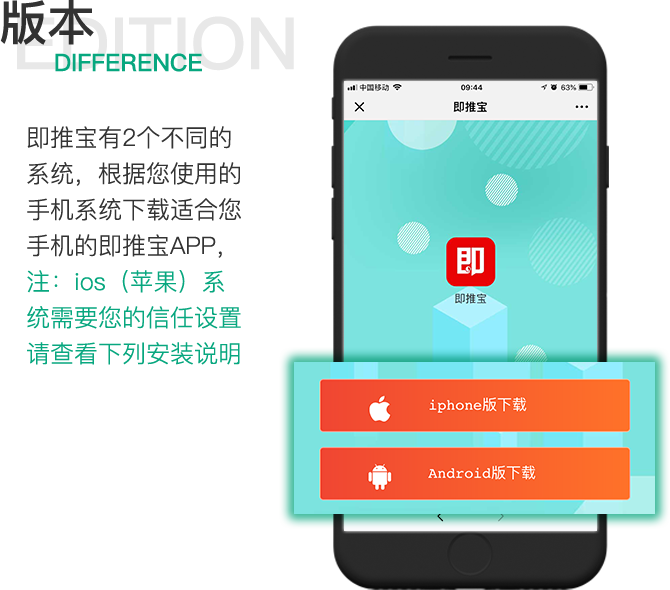 版本
EDITION
DIFFERENCE
即推宝有2个不同的
系统，根据您使用的
手机系统下载适合您
手机的即推宝APP，
注：ios（苹果）系
统需要您的信任设置
请查看下列安装说明
中国移动 09:44 63%
即推宝
即
即推宝
iphone版下载
Android版下载